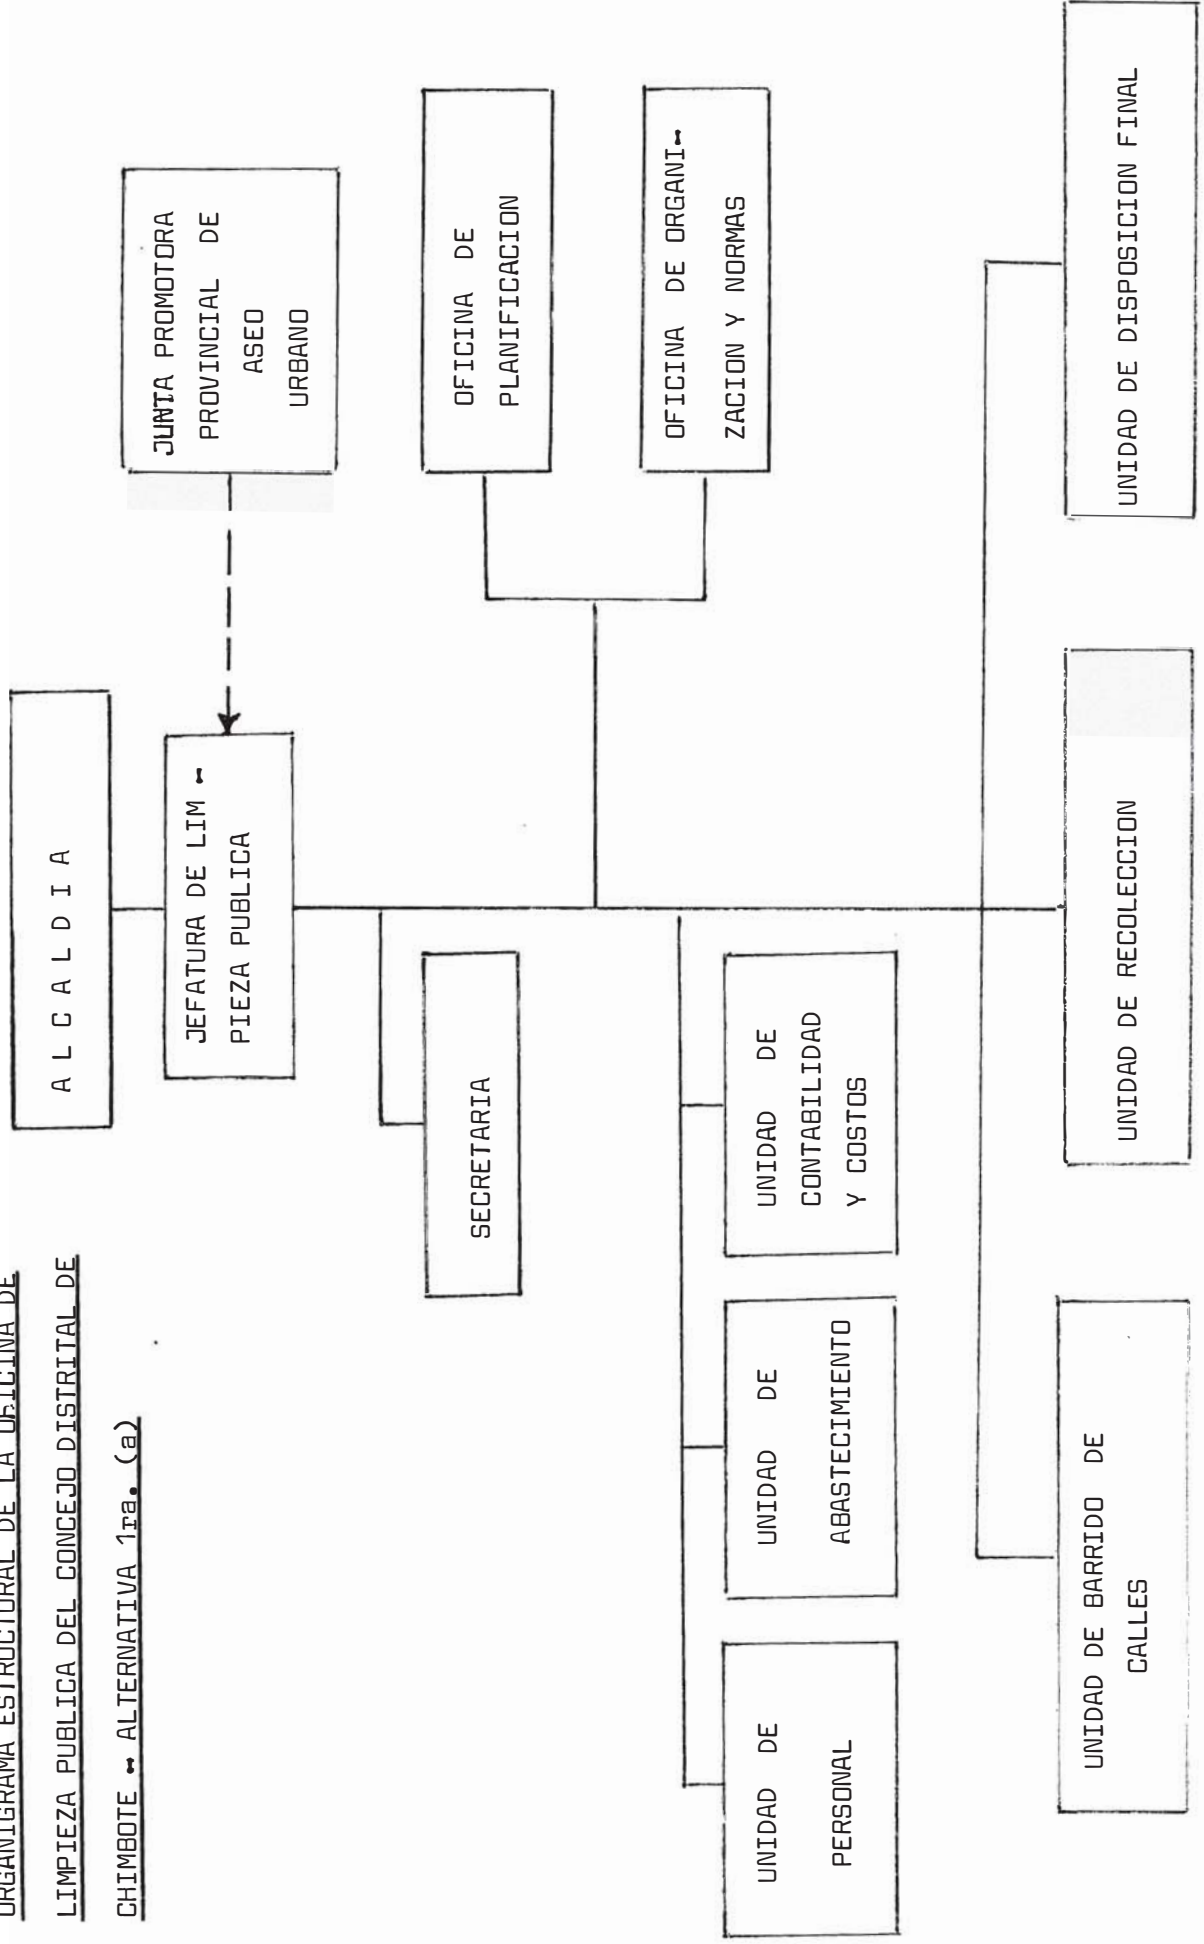 ORGANIGRAMA ESTRUCTURAL DE LA OFICINA DE
LIMPIEZA PUBLICA DEL CONCEJO DISTRITAL DE
CHIMBOTE - ALTERNATIVA 1ra. (a)
A L C A L D I A
JEFATURA DE LIM -
PIEZA PUBLICA
JUNTA PROMOTORA
PROVINCIAL DE
ASEO
URBANO
SECRETARIA
OFICINA DE
PLANIFICACION
OFICINA DE ORGANI-
ZACION Y NORMAS
UNIDAD DE
PERSONAL
UNIDAD DE
ABASTECIMIENTO
UNIDAD DE
CONTABILIDAD
Y COSTOS
UNIDAD DE BARRIDO DE
CALLES
UNIDAD DE RECOLECCION
UNIDAD DE DISPOSICION FINAL